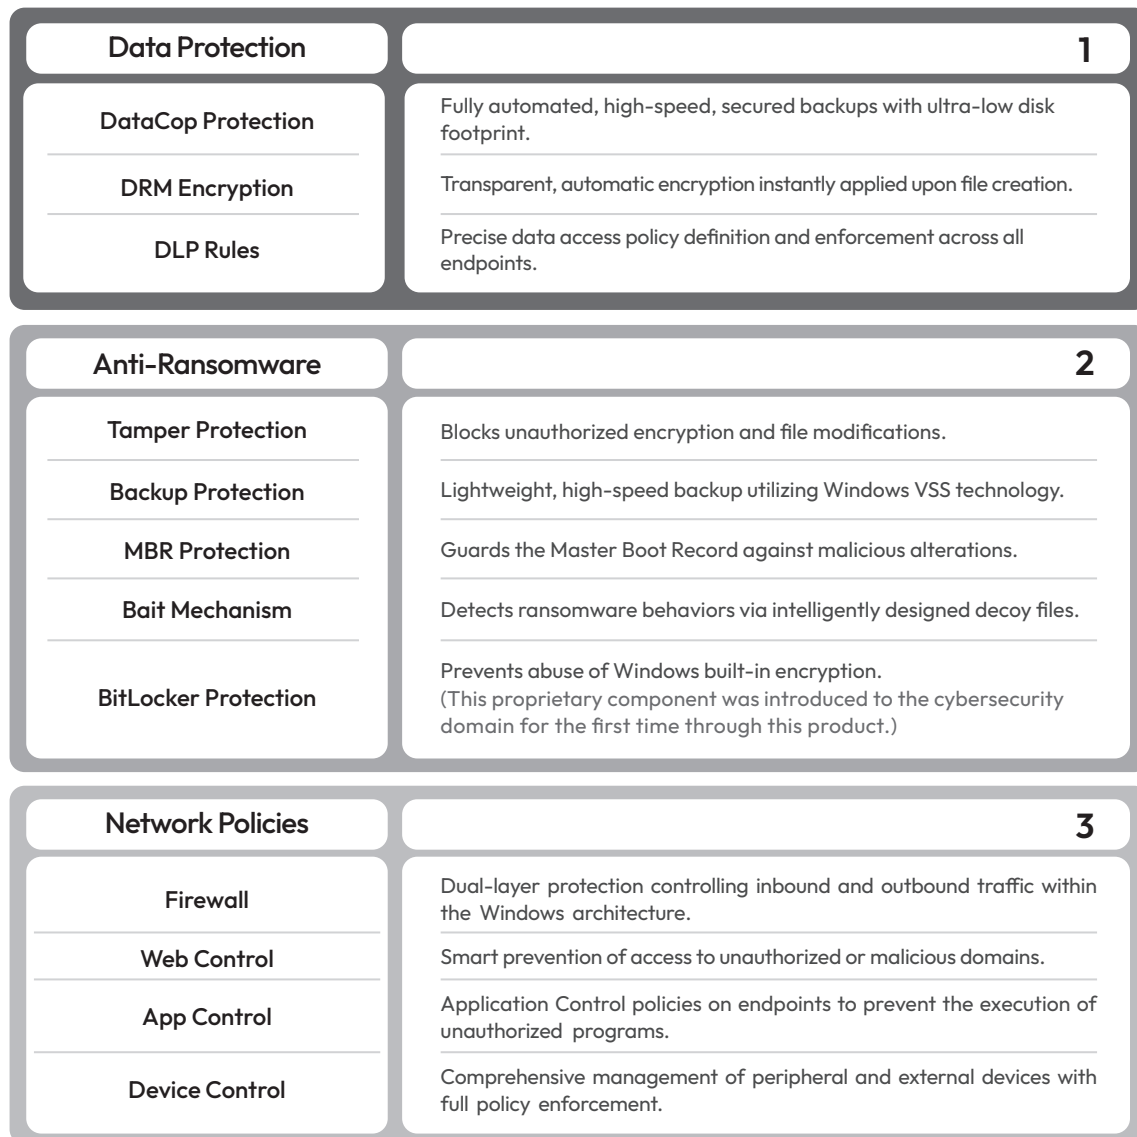 Data Protection
1
DataCop Protection
Fully automated, high-speed, secured backups with ultra-low disk
footprint.
DRM Encryption
Transparent, automatic encryption instantly applied upon file creation.
DLP Rules
Precise data access policy definition and enforcement across all
endpoints.
Anti-Ransomware
2
Tamper Protection
Blocks unauthorized encryption and file modifications.
Backup Protection
Lightweight, high-speed backup utilizing Windows VSS technology.
MBR Protection
Guards the Master Boot Record against malicious alterations.
Bait Mechanism
Detects ransomware behaviors via intelligently designed decoy files.
BitLocker Protection
Prevents abuse of Windows built-in encryption.
(This proprietary component was introduced to the cybersecurity
domain for the first time through this product.)
Network Policies
3
Firewall
Dual-layer protection controlling inbound and outbound traffic within
the Windows architecture.
Web Control
Smart prevention of access to unauthorized or malicious domains.
App Control
Application Control policies on endpoints to prevent the execution of
unauthorized programs.
Device Control
Comprehensive management of peripheral and external devices with
full policy enforcement.